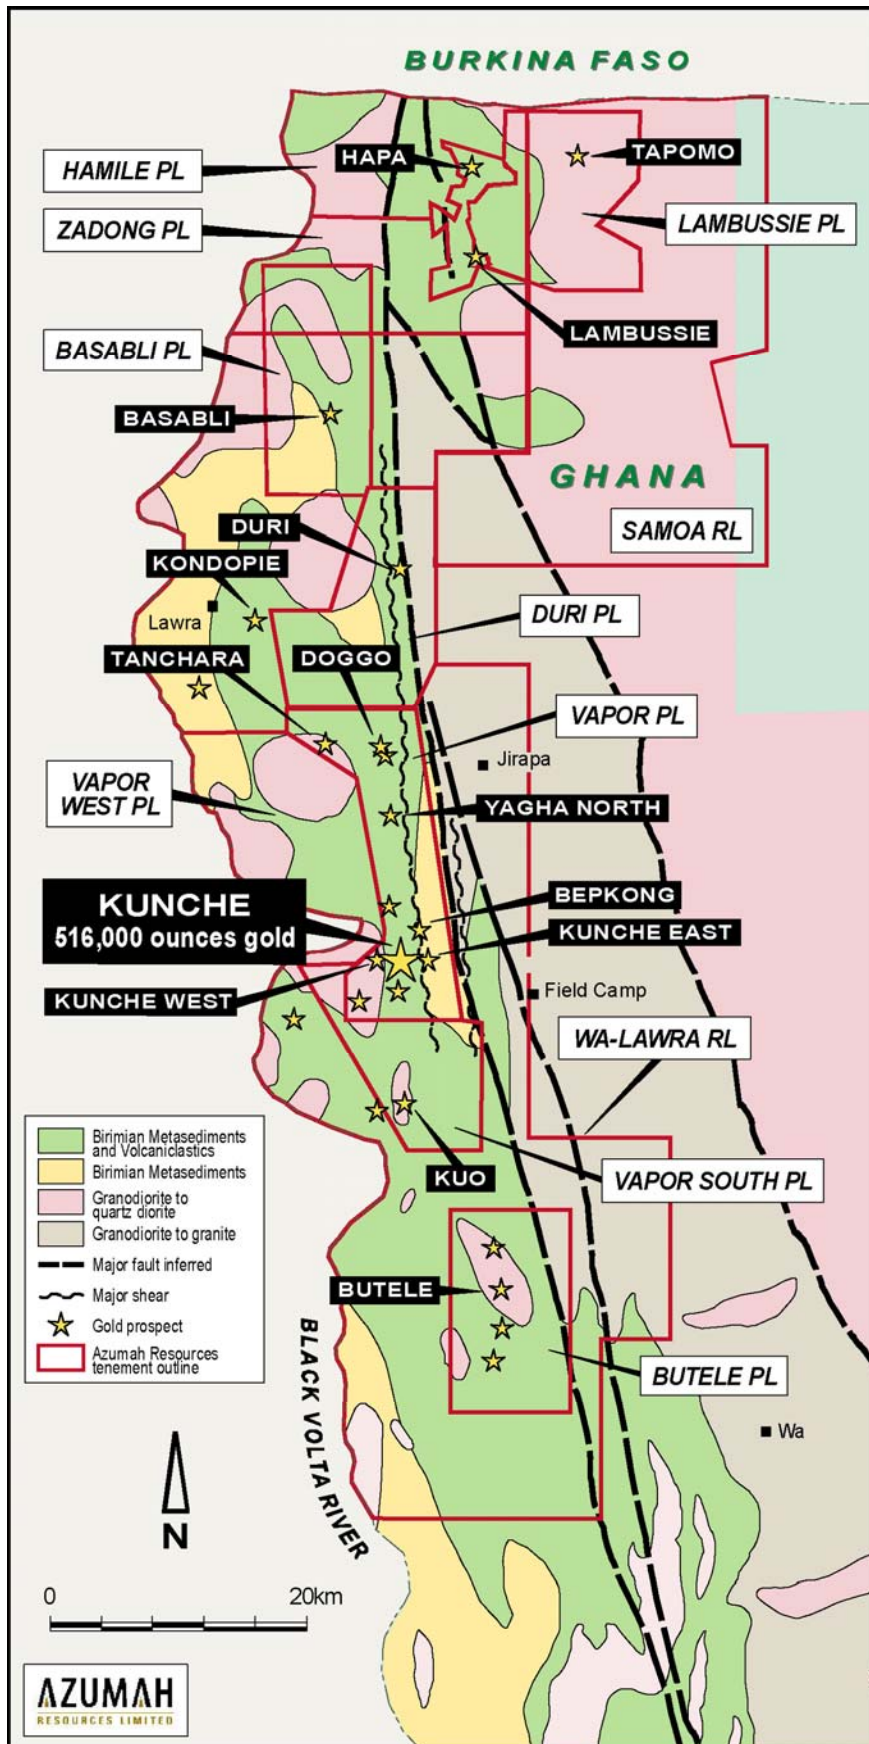 BURKINA FASO
HAPA
TAPOMO
HAMILE PL
ZADONG PL
LAMBUSSIE PL
LAMBUSSIE
BASABLI PL
BASABLI
GHANA
DURI
SAMOA RL
KONDOPIE
Lawra
DURI PL
TANCHARA
DOGGO
VAPOR PL
Jirapa
VAPOR
WEST PL
YAGHA NORTH
KUNCHE
516,000 ounces gold
BEPKONG
KUNCHE EAST
KUNCHE WEST
Field Camp
WA-LAWRA RL
Birimian Metasediments
and Volcaniclastics
Birimian Metasediments
Granodiorite to
quartz diorite
Granodiorite to granite
Major fault inferred
Major shear
Gold prospect
Azumah Resources
tenement outline
KUO
VAPOR SOUTH PL
BUTELE
BUTELE PL
BLACK VOLTA RIVER
Wa
N
0 20km
AZUMAH
RESOURCES LIMITED